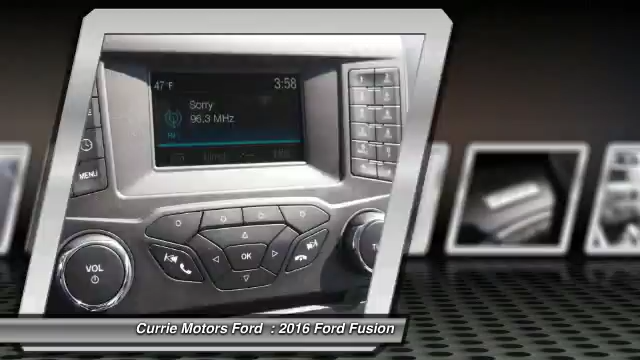 47°F 3:58
Sorry
96.3 MHz
MENU
VOL
OK
Currie Motors Ford : 2016 Ford Fusion